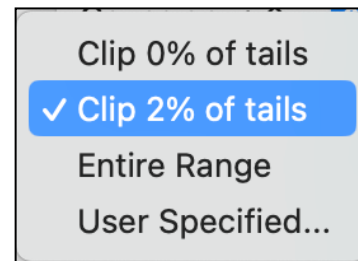 Clip 0% of tails
✓ Clip 2% of tails
Entire Range
User Specified...